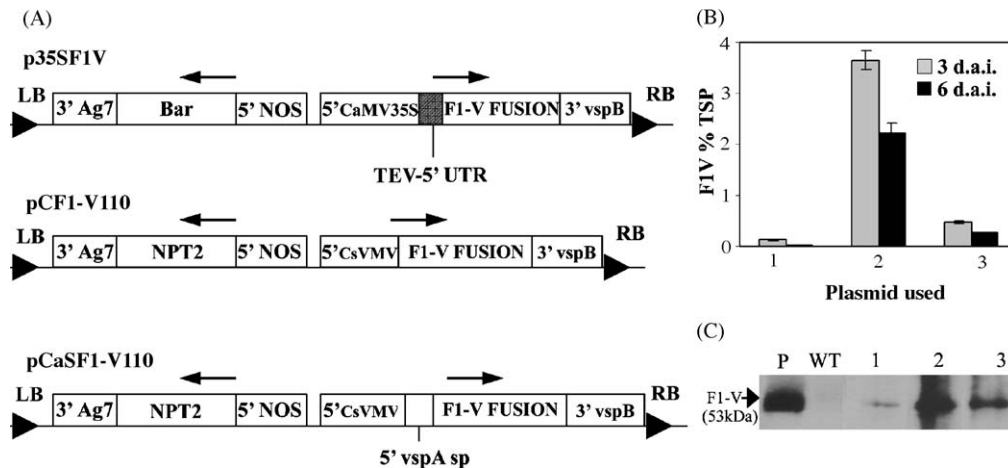 (A)
p35SF1V
LB
RB
3’ Ag7 Bar 5’ NOS 5’CaMV35S F1-V FUSION 3’ vspB
TEV-5’ UTR
pCF1-V110
LB
RB
3’ Ag7 NPT2 5’ NOS 5’CsVMV F1-V FUSION 3’ vspB
pCaSF1-V110
LB
RB
3’ Ag7 NPT2 5’ NOS 5’CsVMV F1-V FUSION 3’ vspB
5’ vspA sp
(B)
F1V % TSP
4
3
2
1
0
3 d.a.i.
6 d.a.i.
1 2 3
Plasmid used
(C)
P WT 1 2 3
F1-V
(53kDa)